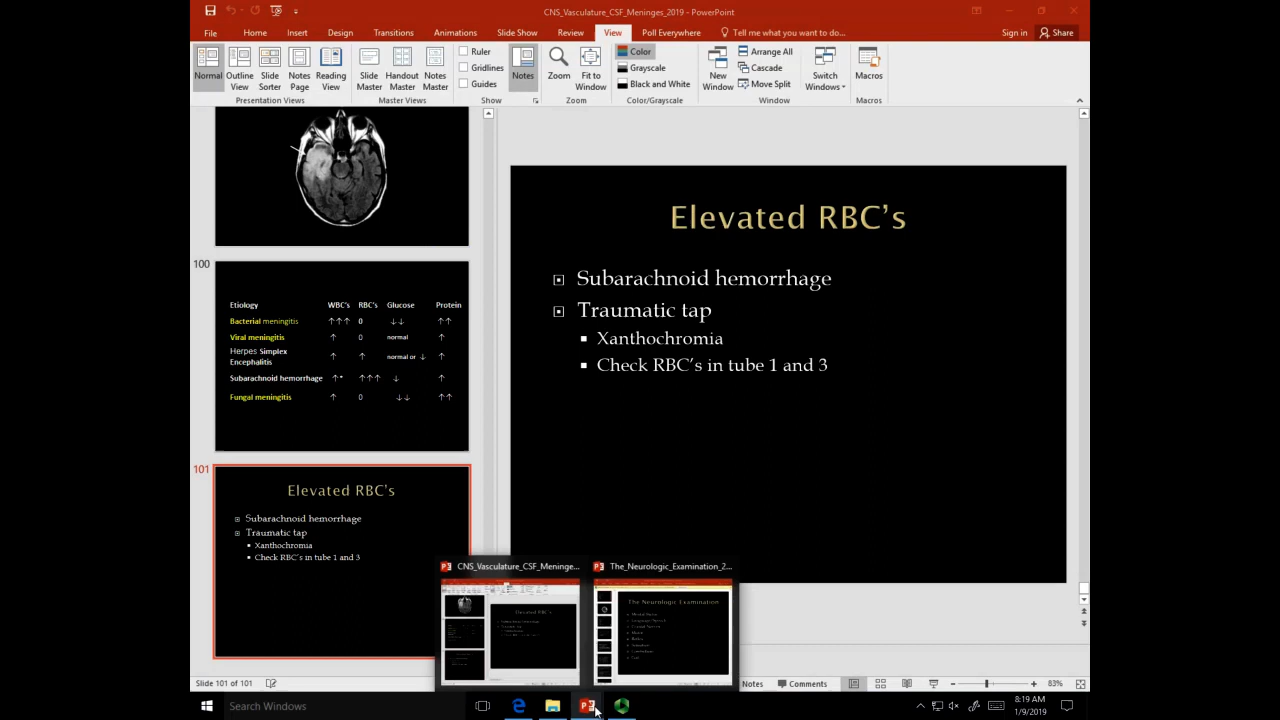 CNS_Vasculature_CSF_Meninges_2019 - PowerPoint
File Home Insert Design Transitions Animations Slide Show Review View Poll Everywhere Tell me what you want to do... Sign in Share
Normal Outline View Slide Sorter Notes Page Reading View
Presentation Views
Slide Master Handout Master Notes Master
Master Views
Ruler
Gridlines
Guides
Show
Notes
Zoom Fit to Window
Zoom
Color
Grayscale
Black and White
Color/Grayscale
New Window
Arrange All
Cascade
Move Split
Switch Windows
Window
Macros
Macros
100
Etiology WBC's RBC's Glucose Protein
Bacterial meningitis ↑↑↑ 0 ↓↓ ↑↑
Viral meningitis ↑ 0 normal ↑
Herpes Simplex Encephalitis ↑ ↑ normal or ↓ ↑
Subarachnoid hemorrhage ↑* ↑↑↑ ↓ ↑
Fungal meningitis ↑ 0 ↓↓ ↑↑
101
Elevated RBC's
Subarachnoid hemorrhage
Traumatic tap
Xanthochromia
Check RBC's in tube 1 and 3
Elevated RBC's
Subarachnoid hemorrhage
Traumatic tap
Xanthochromia
Check RBC's in tube 1 and 3
CNS_Vasculature_CSF_Meninge...
The_Neurologic_Examination_2...
Elevated RBC's
The Neurologic Examination
Slide 101 of 101
Notes Comments 83%
Search Windows
8:19 AM
1/9/2019